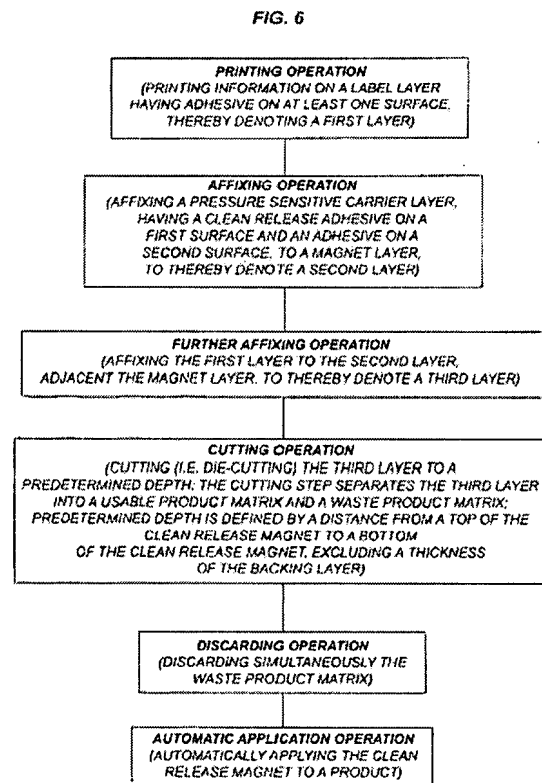 FIG. 6
PRINTING OPERATION
(PRINTING INFORMATION ON A LABEL LAYER
HAVING ADHESIVE ON AT LEAST ONE SURFACE,
THEREBY DENOTING A FIRST LAYER)
AFFIXING OPERATION
(AFFIXING A PRESSURE SENSITIVE CARRIER LAYER,
HAVING A CLEAN RELEASE ADHESIVE ON A
FIRST SURFACE AND AN ADHESIVE ON A
SECOND SURFACE, TO A MAGNET LAYER,
TO THEREBY DENOTE A SECOND LAYER)
FURTHER AFFIXING OPERATION
(AFFIXING THE FIRST LAYER TO THE SECOND LAYER,
ADJACENT THE MAGNET LAYER, TO THEREBY DENOTE A THIRD LAYER)
CUTTING OPERATION
(CUTTING (I.E. DIE-CUTTING) THE THIRD LAYER TO A
PREDETERMINED DEPTH; THE CUTTING STEP SEPARATES THE THIRD LAYER
INTO A USABLE PRODUCT MATRIX AND A WASTE PRODUCT MATRIX;
PREDETERMINED DEPTH IS DEFINED BY A DISTANCE FROM A TOP OF THE
CLEAN RELEASE MAGNET TO A BOTTOM
OF THE CLEAN RELEASE MAGNET, EXCLUDING A THICKNESS
OF THE BACKING LAYER)
DISCARDING OPERATION
(DISCARDING SIMULTANEOUSLY THE
WASTE PRODUCT MATRIX)
AUTOMATIC APPLICATION OPERATION
(AUTOMATICALLY APPLYING THE CLEAN
RELEASE MAGNET TO A PRODUCT)